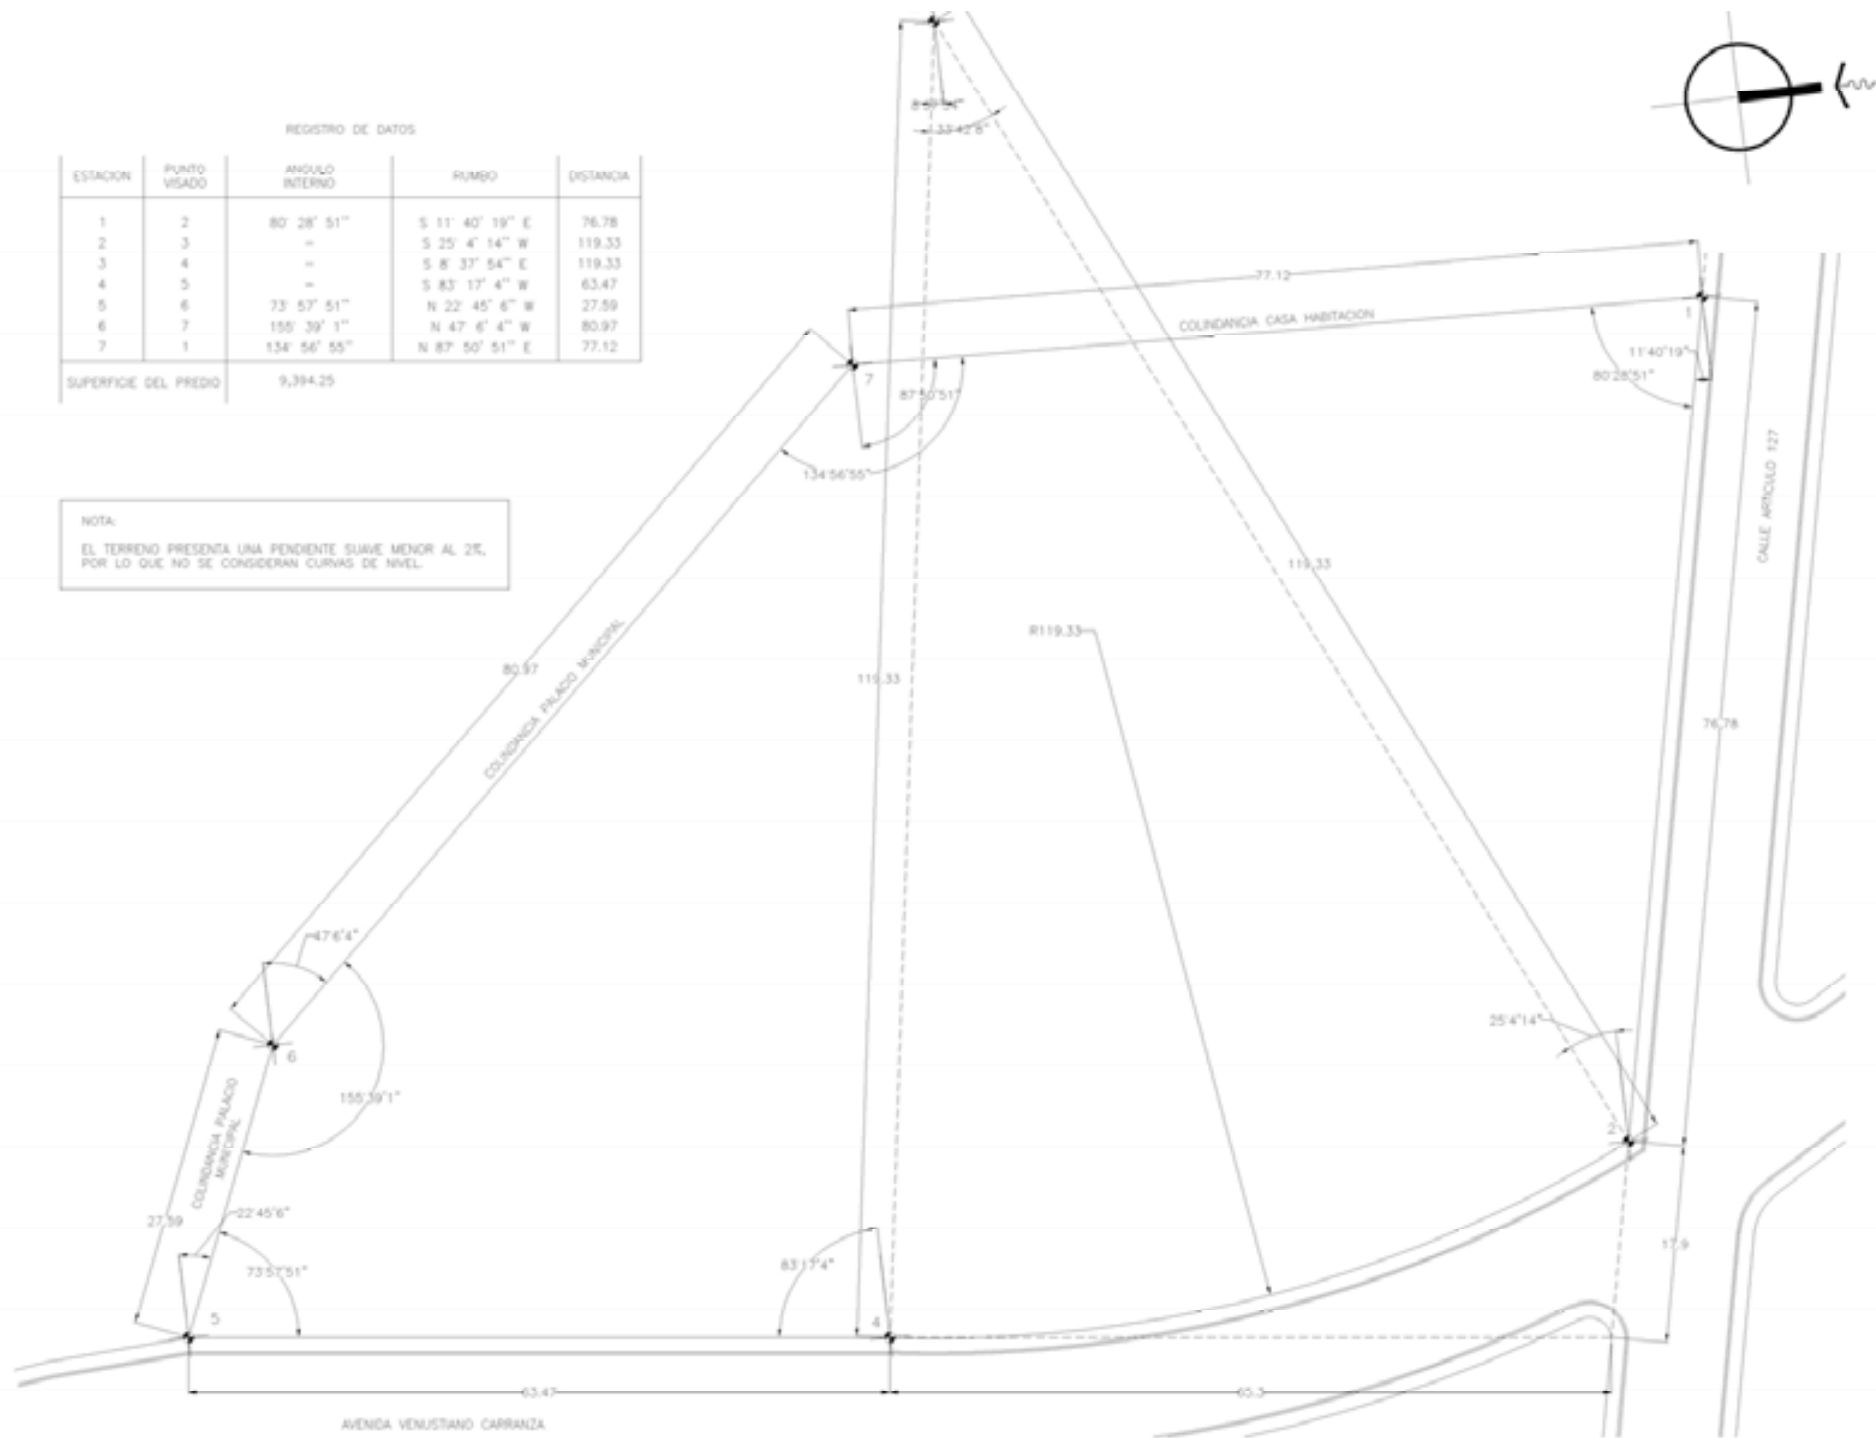 REGISTRO DE DATOS
ESTACION PUNTO VISADO ANGULO INTERNO RUMBO DISTANCIA
1 2 80° 28' 51" S 11° 40' 19" E 76.78
2 3 - S 25° 4' 14" W 119.33
3 4 - S 8° 37' 54" E 119.33
4 5 - S 83° 17' 4" W 63.47
5 6 73° 57' 51" N 22° 45' 6" W 27.59
6 7 155° 39' 1" N 47° 6' 4" W 80.97
7 1 134° 56' 55" N 87° 50' 51" E 77.12
SUPERFICIE DEL PREDIO 9,394.25
NOTA:
EL TERRENO PRESENTA UNA PENDIENTE SUAVE MENOR AL 2%,
POR LO QUE NO SE CONSIDERAN CURVAS DE NIVEL.
33°42'8"
77.12
COLINDANCIA CASA HABITACION
1
11°40'19"
80°28'51"
7
87°50'51"
134°56'55"
CALLE ARTICULO 127
119.33
R119.33
80.97
COLINDANCIA PALACIO MUNICIPAL
119.33
76.78
47°6'4"
6
155°39'1"
25°4'14"
2
COLINDANCIA PALACIO
MUNICIPAL
27.59
22°45'6"
73°57'51"
83°17'4"
17.9
5
4
63.47
65.3
AVENIDA VENUSTIANO CARRANZA